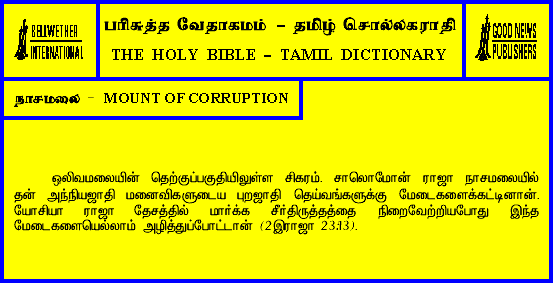 BELLWETHER
INTERNATIONAL
பரிசுத்த வேதாகமம் – தமிழ் சொல்லகராதி
THE HOLY BIBLE – TAMIL DICTIONARY
GOOD NEWS
PUBLISHERS
நாசமலை – MOUNT OF CORRUPTION
ஒலிவமலையின் தெற்குப்பகுதியிலுள்ள சிகரம். சாலொமோன் ராஜா நாசமலையில்
தன் அந்நியஜாதி மனைவிகளுடைய புறஜாதி தெய்வங்களுக்கு மேடைகளைக்கட்டினான்.
யோசியா ராஜா தேசத்தில் மார்க்க சீர்திருத்தத்தை நிறைவேற்றியபோது இந்த
மேடைகளையெல்லாம் அழித்துப்போட்டான் (2இராஜா 23:13).